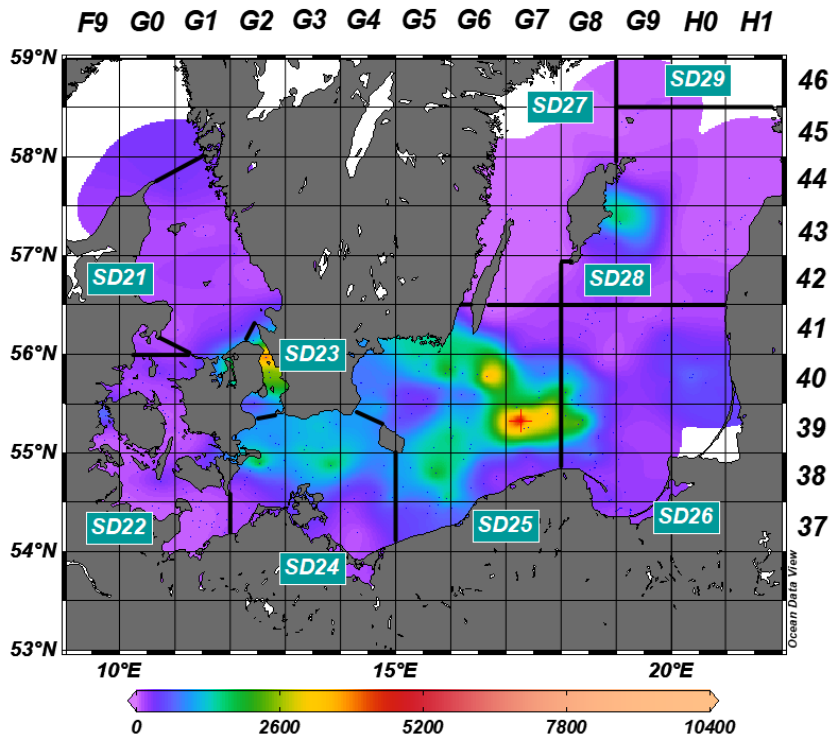 F9 G0 G1 G2 G3 G4 G5 G6 G7 G8 G9 H0 H1
59°N
SD29
46
SD27
45
58°N
44
43
57°N
SD21
SD28
42
41
56°N
SD23
40
39
55°N
38
SD22
SD25
SD26
37
54°N
SD24
Ocean Data View
53°N
10°E 15°E 20°E
0 2600 5200 7800 10400